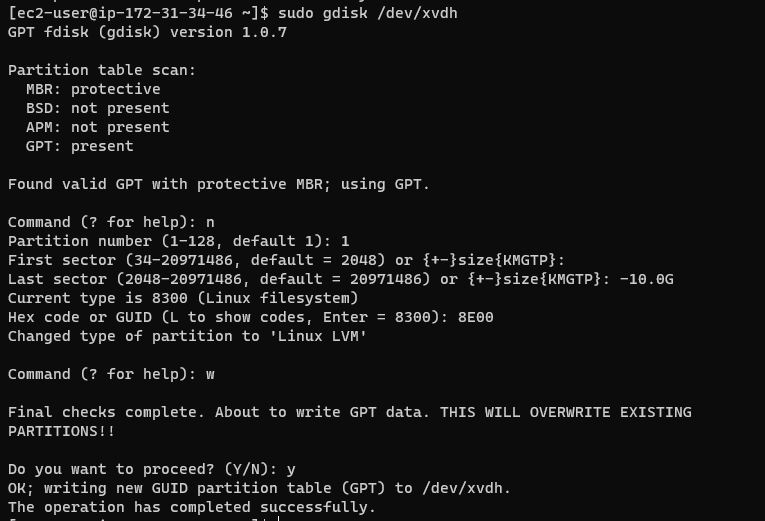 [ec2-user@ip-172-31-34-46 ~]$ sudo gdisk /dev/xvdh
GPT fdisk (gdisk) version 1.0.7
Partition table scan:
MBR: protective
BSD: not present
APM: not present
GPT: present
Found valid GPT with protective MBR; using GPT.
Command (? for help): n
Partition number (1-128, default 1): 1
First sector (34-20971486, default = 2048) or {+-}size{KMGTP}:
Last sector (2048-20971486, default = 20971486) or {+-}size{KMGTP}: -10.0G
Current type is 8300 (Linux filesystem)
Hex code or GUID (L to show codes, Enter = 8300): 8E00
Changed type of partition to 'Linux LVM'
Command (? for help): w
Final checks complete. About to write GPT data. THIS WILL OVERWRITE EXISTING
PARTITIONS!!
Do you want to proceed? (Y/N): y
OK; writing new GUID partition table (GPT) to /dev/xvdh.
The operation has completed successfully.